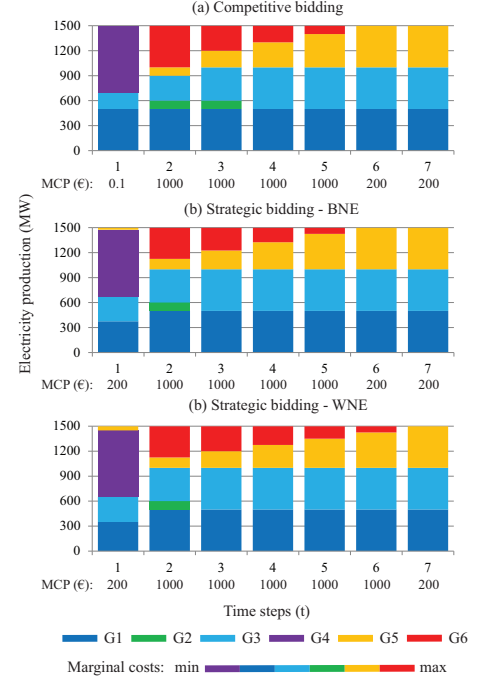 (a) Competitive bidding
1500
1200
900
600
300
0
1 2 3 4 5 6 7
MCP (€): 0.1 1000 1000 1000 1000 200 200
(b) Strategic bidding - BNE
Electricity production (MW)
1500
1200
900
600
300
0
1 2 3 4 5 6 7
MCP (€): 200 1000 1000 1000 1000 200 200
(b) Strategic bidding - WNE
1500
1200
900
600
300
0
1 2 3 4 5 6 7
MCP (€): 200 1000 1000 1000 1000 1000 200
Time steps (t)
G1 G2 G3 G4 G5 G6
Marginal costs: min max